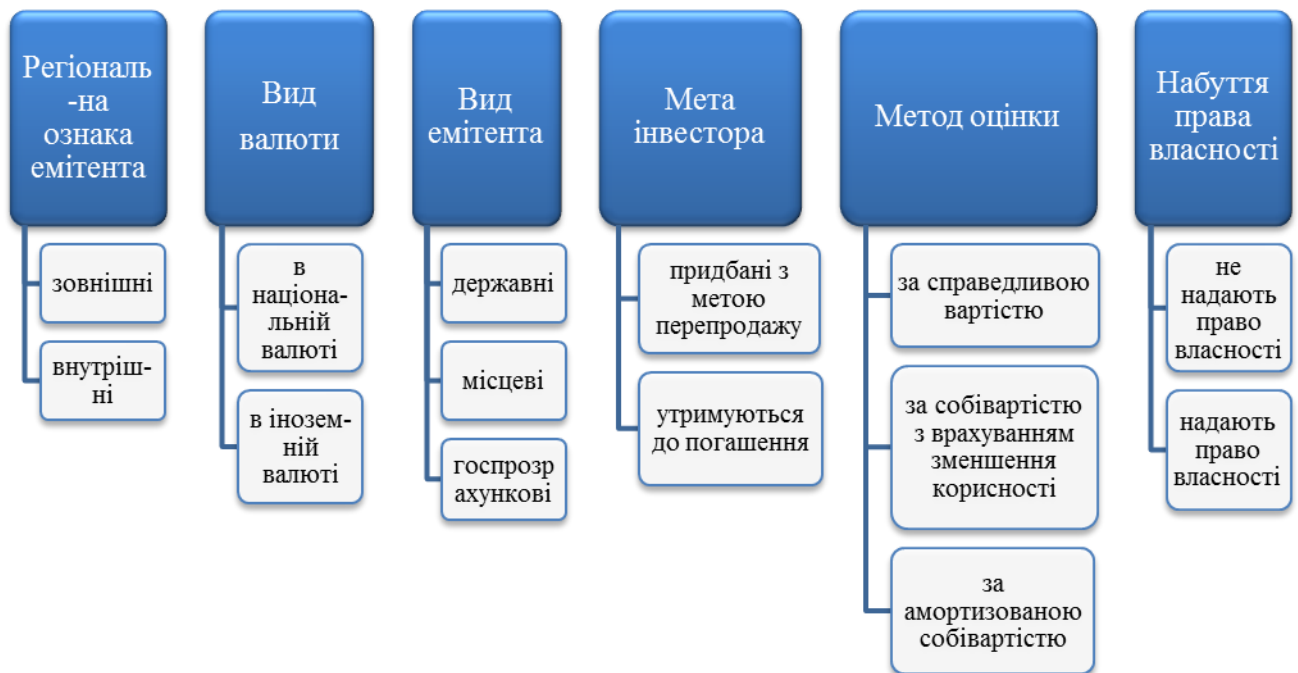 Регіональ
-на
ознака
емітента
зовнішні
внутріш-
ні
Вид
валюти
в
націона-
льній
валюті
в інозем-
ній
валюті
Вид
емітента
державні
місцеві
госпрозр
ахункові
Мета
інвестора
придбані з
метою
перепродажу
утримуються
до погашення
Метод оцінки
за справедливою
вартістю
за собівартістю
з врахуванням
зменшення
корисності
за
амортизованою
собівартістю
Набуття
права
власності
не
надають
право
власності
надають
право
власності